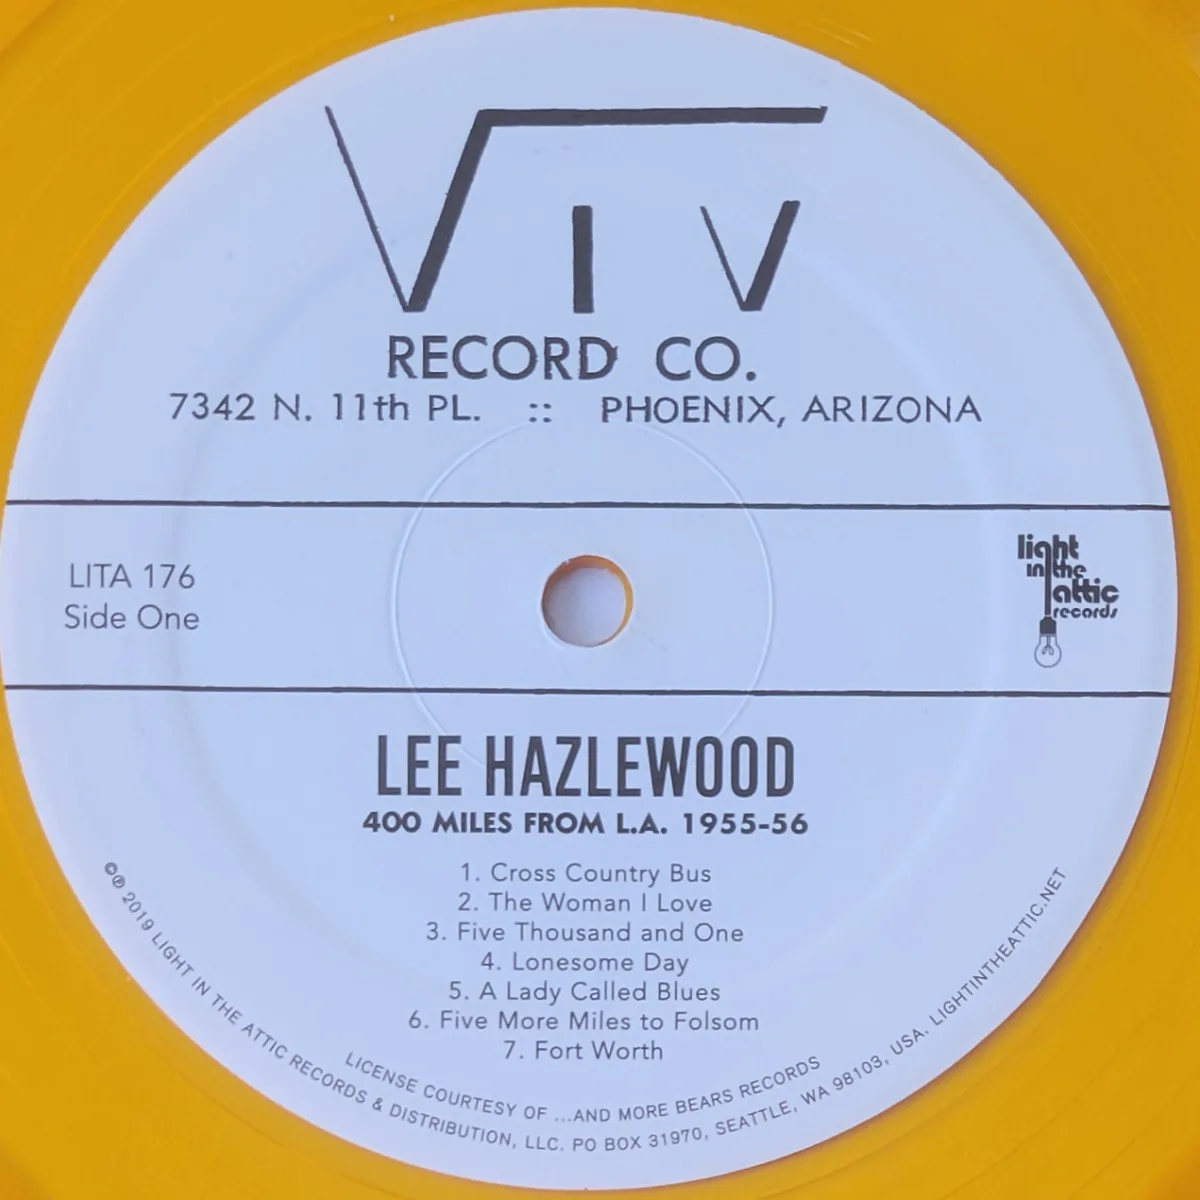 VIV
RECORD CO.
7342 N. 11th PL. :: PHOENIX, ARIZONA
LITA 176
Side One
light
in the
attic
records
LEE HAZLEWOOD
400 MILES FROM L.A. 1955-56
1. Cross Country Bus
2. The Woman I Love
3. Five Thousand and One
4. Lonesome Day
5. A Lady Called Blues
6. Five More Miles to Folsom
7. Fort Worth
LICENSE COURTESY OF ...AND MORE BEARS RECORDS
©℗ 2019 LIGHT IN THE ATTIC RECORDS & DISTRIBUTION, LLC. PO BOX 31970, SEATTLE, WA 98103, USA. LIGHTINTHEATTIC.NET